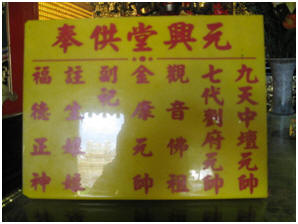 元興堂供奉
九天中壇元帥
七代劉府元帥
觀音佛祖
金康元帥
副祀
註生娘娘
福德正神